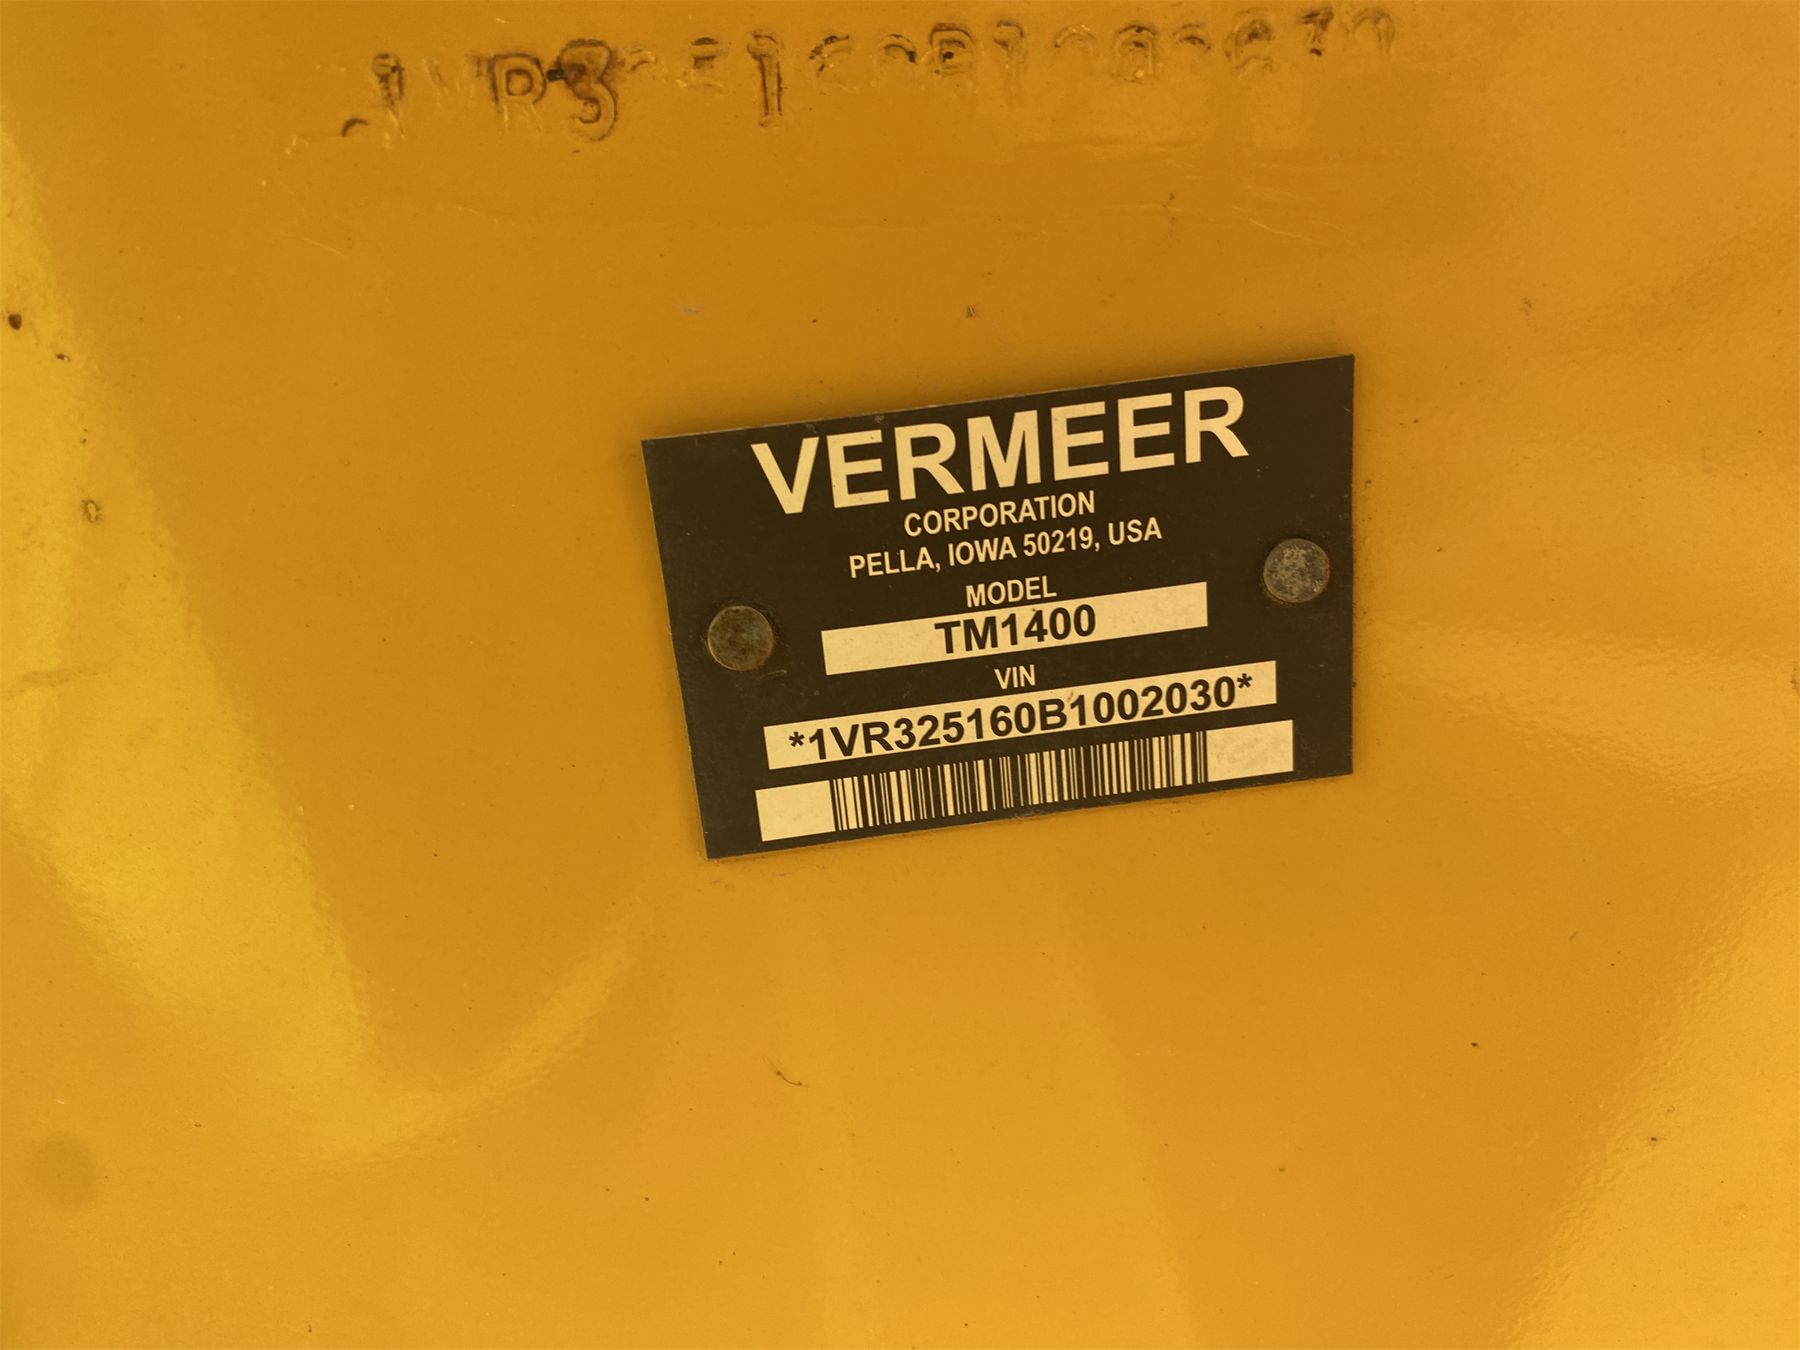 VERMEER
CORPORATION
PELLA, IOWA 50219, USA
MODEL
TM1400
VIN
*1VR325160B1002030*